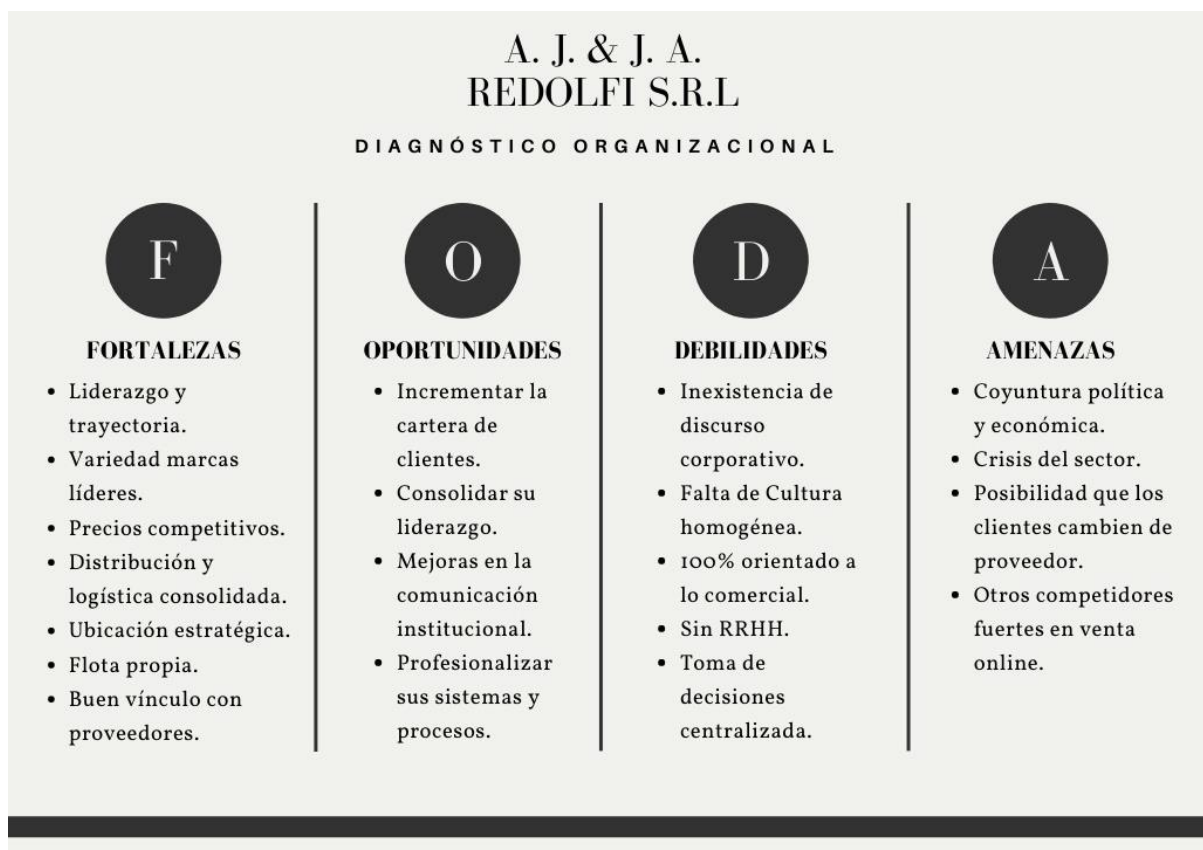 A. J. & J. A.
REDOLFI S.R.L
DIAGNÓSTICO ORGANIZACIONAL
F
FORTALEZAS
• Liderazgo y
trayectoria.
• Variedad marcas
líderes.
• Precios competitivos.
• Distribución y
logística consolidada.
• Ubicación estratégica.
• Flota propia.
• Buen vínculo con
proveedores.
O
OPORTUNIDADES
• Incrementar la
cartera de
clientes.
• Consolidar su
liderazgo.
• Mejoras en la
comunicación
institucional.
• Profesionalizar
sus sistemas y
procesos.
D
DEBILIDADES
• Inexistencia de
discurso
corporativo.
• Falta de Cultura
homogénea.
• 100% orientado a
lo comercial.
• Sin RRHH.
• Toma de
decisiones
centralizada.
A
AMENAZAS
• Coyuntura política
y económica.
• Crisis del sector.
• Posibilidad que los
clientes cambien de
proveedor.
• Otros competidores
fuertes en venta
online.